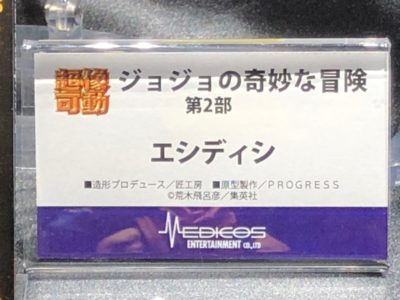 超像可動
ジョジョの奇妙な冒険
第2部
エシディシ
■造形プロデュース／匠工房　■原型製作／PROGRESS
©荒木飛呂彦／集英社
MEDICOS
ENTERTAINMENT CO.,LTD